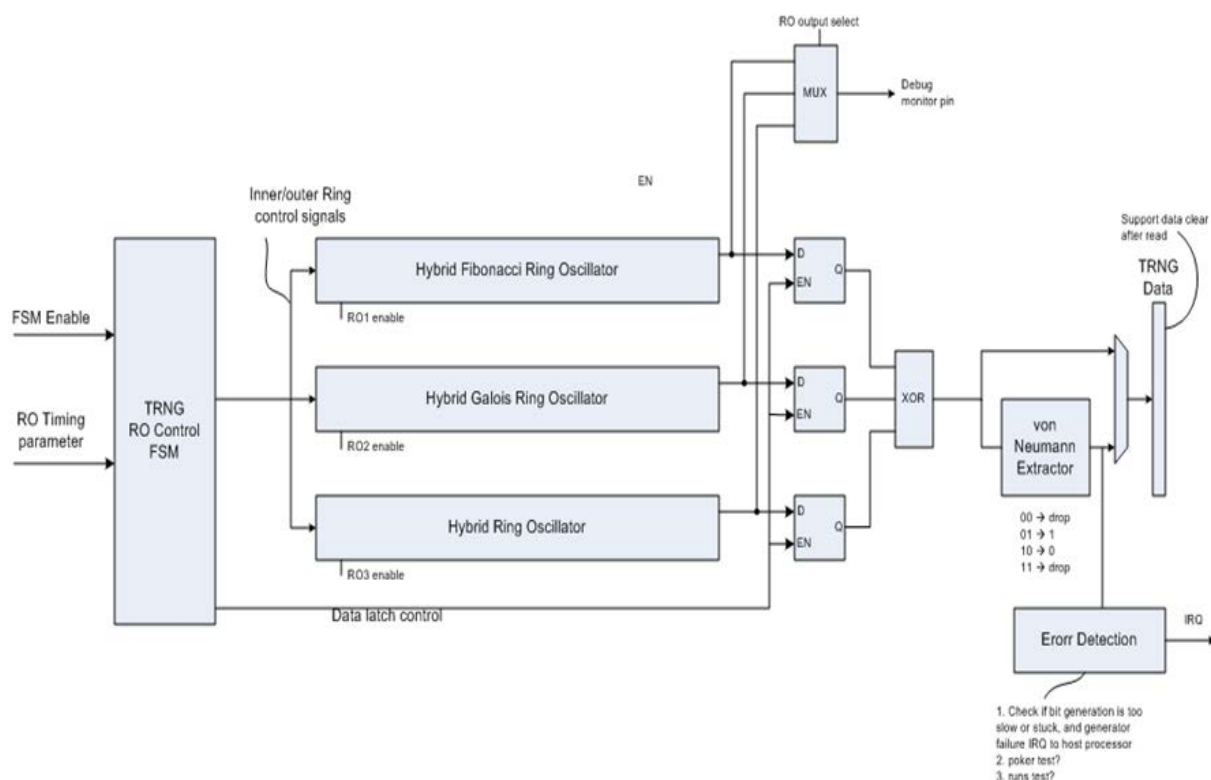 RO output select
MUX
Debug
monitor pin
EN
Inner/outer Ring
control signals
Support data clear
after read
TRNG
Data
Hybrid Fibonacci Ring Oscillator
D
Q
EN
RO1 enable
FSM Enable
TRNG
RO Control
FSM
RO Timing
parameter
Hybrid Galois Ring Oscillator
D
Q
EN
RO2 enable
XOR
von
Neumann
Extractor
Hybrid Ring Oscillator
D
Q
EN
RO3 enable
00 → drop
01 → 1
10 → 0
11 → drop
Data latch control
Erorr Detection
IRQ
1. Check if bit generation is too
slow or stuck, and generator
failure IRQ to host processor
2. poker test?
3. runs test?